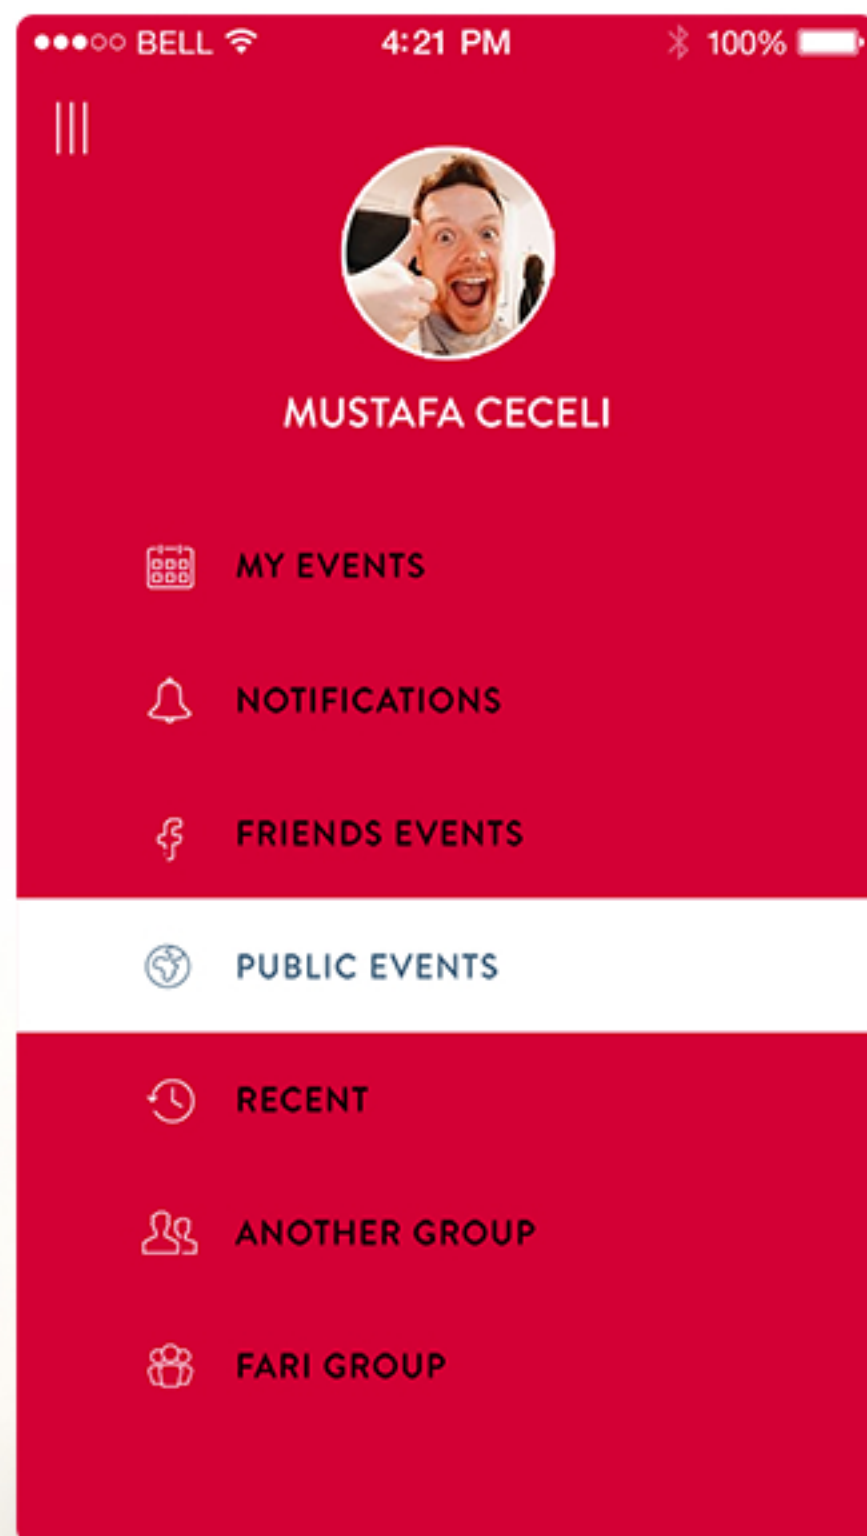 BELL 4:21 PM 100%
MUSTAFA CECELI
MY EVENTS
NOTIFICATIONS
FRIENDS EVENTS
PUBLIC EVENTS
RECENT
ANOTHER GROUP
FARI GROUP